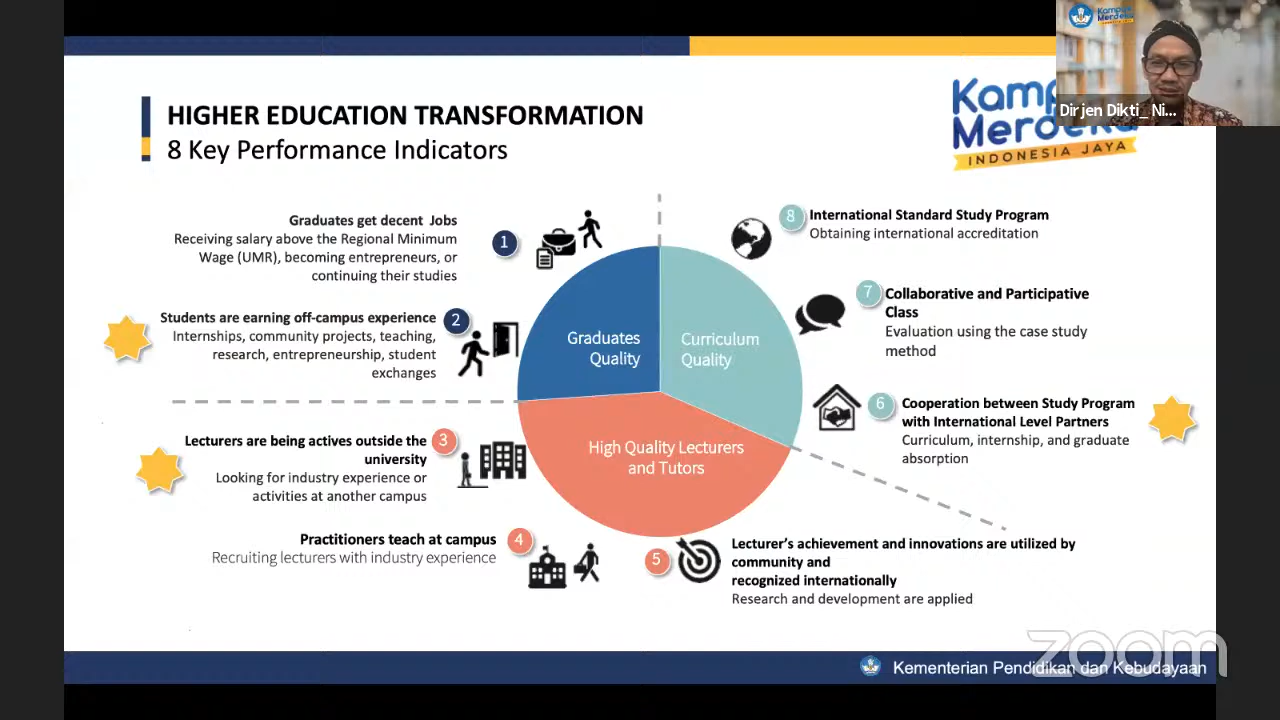 Kampus
Merdeka
Dirjen Dikti_ Ni...
HIGHER EDUCATION TRANSFORMATION
8 Key Performance Indicators
Kamp
Merdeka
INDONESIA JAYA
Graduates get decent Jobs
Receiving salary above the Regional Minimum
Wage (UMR), becoming entrepreneurs, or
continuing their studies
1
Students are earning off-campus experience
Internships, community projects, teaching,
research, entrepreneurship, student
exchanges
2
Lecturers are being actives outside the
university
Looking for industry experience or
activities at another campus
3
Practitioners teach at campus
Recruiting lecturers with industry experience
4
Graduates
Quality
Curriculum
Quality
High Quality Lecturers
and Tutors
8
International Standard Study Program
Obtaining international accreditation
7
Collaborative and Participative
Class
Evaluation using the case study
method
6
Cooperation between Study Program
with International Level Partners
Curriculum, internship, and graduate
absorption
5
Lecturer's achievement and innovations are utilized by
community and
recognized internationally
Research and development are applied
zoom
Kementerian Pendidikan dan Kebudayaan